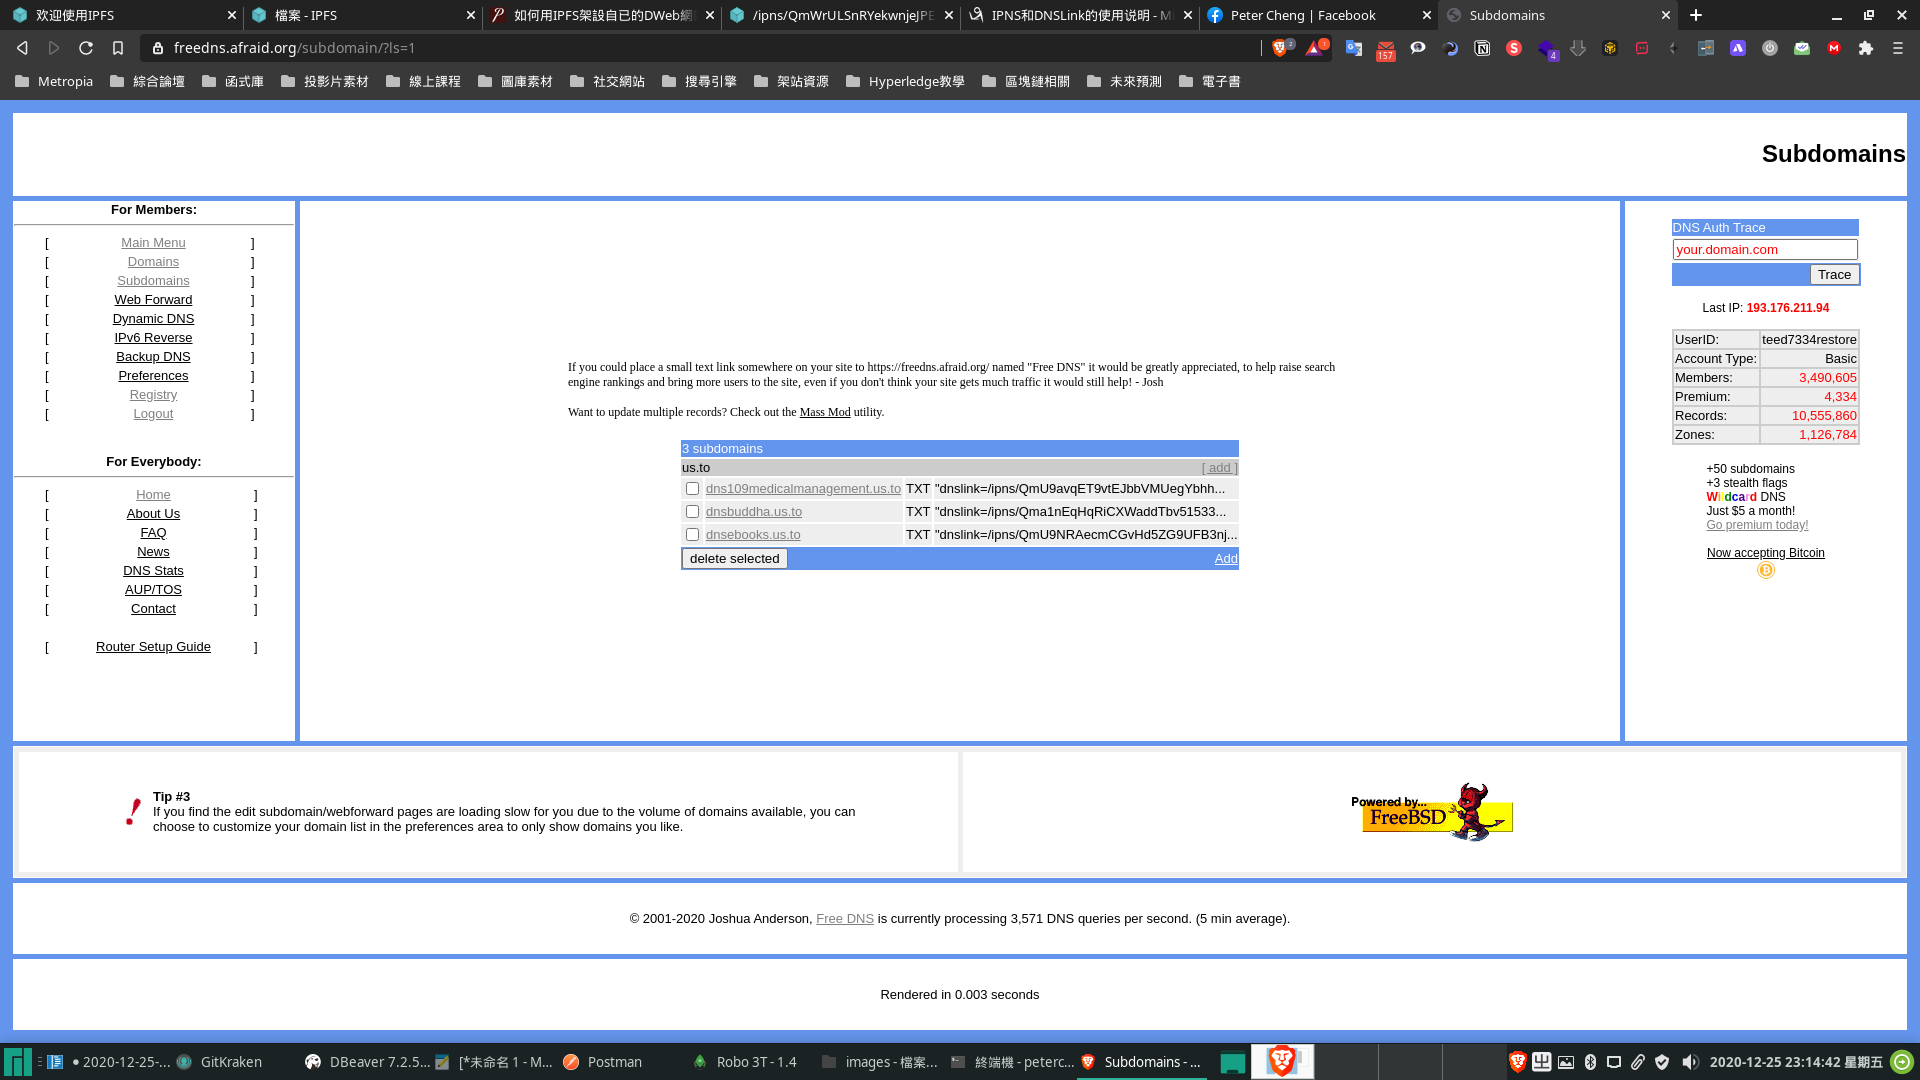 欢迎使用IPFS
檔案 - IPFS
如何用IPFS架設自已的DWeb網
/ipns/QmWrULSnRYekwnjeJPE
IPNS和DNSLink的使用说明 - M
Peter Cheng | Facebook
Subdomains
freedns.afraid.org/subdomain/?ls=1
2
1
157
4
Metropia
綜合論壇
函式庫
投影片素材
線上課程
圖庫素材
社交網站
搜尋引擎
架站資源
Hyperledge教學
區塊鏈相關
未來預測
電子書
Subdomains
For Members:
[ Main Menu ]
[ Domains ]
[ Subdomains ]
[ Web Forward ]
[ Dynamic DNS ]
[ IPv6 Reverse ]
[ Backup DNS ]
[ Preferences ]
[ Registry ]
[ Logout ]
For Everybody:
[ Home ]
[ About Us ]
[ FAQ ]
[ News ]
[ DNS Stats ]
[ AUP/TOS ]
[ Contact ]
[ Router Setup Guide ]
If you could place a small text link somewhere on your site to https://freedns.afraid.org/ named "Free DNS" it would be greatly appreciated, to help raise search
engine rankings and bring more users to the site, even if you don't think your site gets much traffic it would still help! - Josh
Want to update multiple records? Check out the Mass Mod utility.
3 subdomains
us.to [ add ]
dns109medicalmanagement.us.to TXT "dnslink=/ipns/QmU9avqET9vtEJbbVMUegYbhh...
dnsbuddha.us.to TXT "dnslink=/ipns/Qma1nEqHqRiCXWaddTbv51533...
dnsebooks.us.to TXT "dnslink=/ipns/QmU9NRAecmCGvHd5ZG9UFB3nj...
delete selected Add
DNS Auth Trace
your.domain.com
Trace
Last IP: 193.176.211.94
UserID: teed7334restore
Account Type: Basic
Members: 3,490,605
Premium: 4,334
Records: 10,555,860
Zones: 1,126,784
+50 subdomains
+3 stealth flags
Wildcard DNS
Just $5 a month!
Go premium today!
Now accepting Bitcoin
Tip #3
If you find the edit subdomain/webforward pages are loading slow for you due to the volume of domains available, you can
choose to customize your domain list in the preferences area to only show domains you like.
Powered by...
FreeBSD
© 2001-2020 Joshua Anderson, Free DNS is currently processing 3,571 DNS queries per second. (5 min average).
Rendered in 0.003 seconds
● 2020-12-25-...
GitKraken
DBeaver 7.2.5...
[*未命名 1 - M...
Postman
Robo 3T - 1.4
images - 檔案...
終端機 - peterc...
Subdomains - ...
2020-12-25 23:14:42 星期五